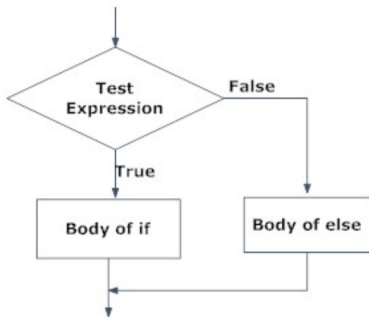 Test
Expression
False
True
Body of if
Body of else